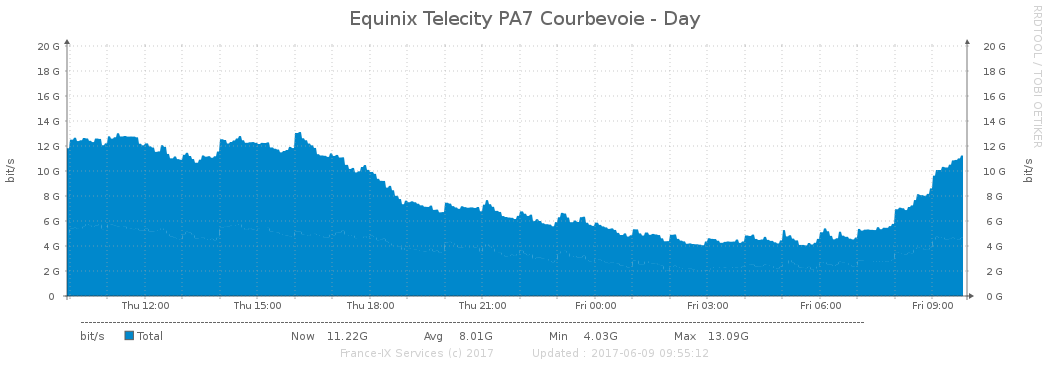 Equinix Telecity PA7 Courbevoie - Day
RRDTOOL / TOBI OETIKER
20 G 20 G
18 G 18 G
16 G 16 G
14 G 14 G
12 G 12 G
10 G 10 G
8 G 8 G
6 G 6 G
4 G 4 G
2 G 2 G
0 0 G
bit/s bit/s
Thu 12:00 Thu 15:00 Thu 18:00 Thu 21:00 Fri 00:00 Fri 03:00 Fri 06:00 Fri 09:00
bit/s Total Now 11.22G Avg 8.01G Min 4.03G Max 13.09G
France-IX Services (c) 2017 Updated : 2017-06-09 09:55:12